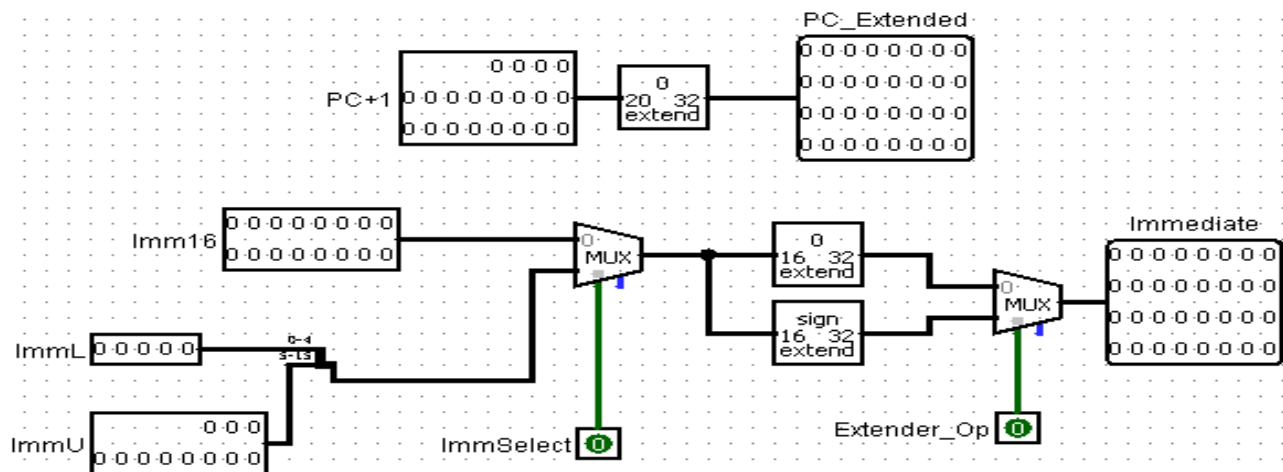 PC_Extended
0 0 0 0 0 0 0 0
0 0 0 0 0 0 0 0
0 0 0 0 0 0 0 0
0 0 0 0 0 0 0 0
PC+1
0 0 0 0
0 0 0 0 0 0 0 0
0 0 0 0 0 0 0 0
0
20 32
extend
Imm16
0 0 0 0 0 0 0 0
0 0 0 0 0 0 0 0
0
MUX
0
16 32
extend
sign
16 32
extend
0
MUX
Immediate
0 0 0 0 0 0 0 0
0 0 0 0 0 0 0 0
0 0 0 0 0 0 0 0
0 0 0 0 0 0 0 0
ImmL
0 0 0 0 0
0-4
5-15
ImmU
0 0 0
0 0 0 0 0 0 0 0
ImmSelect
0
Extender_Op
0